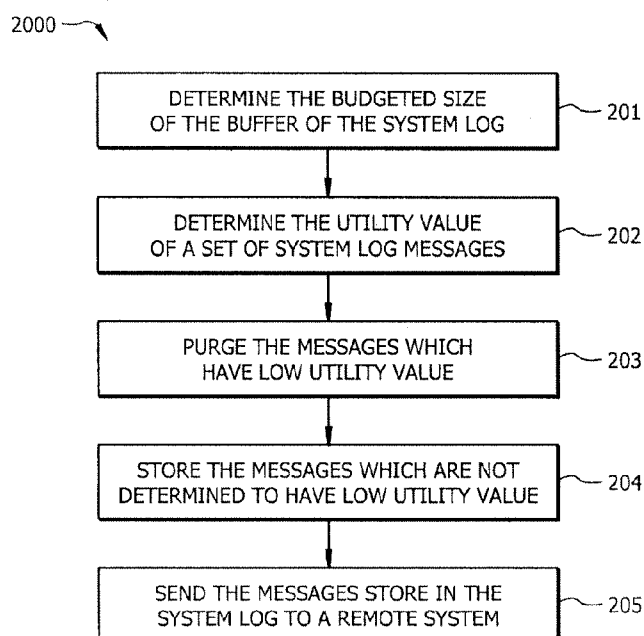 2000
DETERMINE THE BUDGETED SIZE
OF THE BUFFER OF THE SYSTEM LOG
201
DETERMINE THE UTILITY VALUE
OF A SET OF SYSTEM LOG MESSAGES
202
PURGE THE MESSAGES WHICH
HAVE LOW UTILITY VALUE
203
STORE THE MESSAGES WHICH ARE NOT
DETERMINED TO HAVE LOW UTILITY VALUE
204
SEND THE MESSAGES STORE IN THE
SYSTEM LOG TO A REMOTE SYSTEM
205